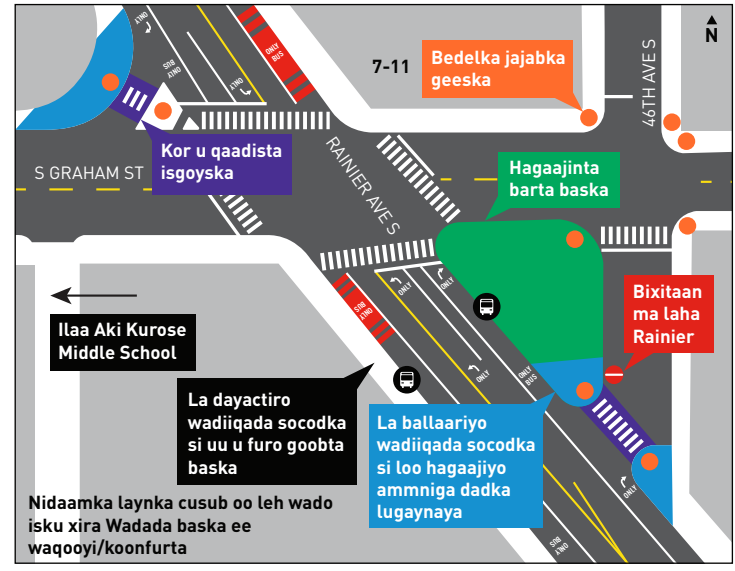 7-11
Bedelka jajabka
geeska
N
46TH AVE S
ONLY
ONLY
BUS
ONLY
ONLY
BUS
Kor u qaadista
isgoyska
S GRAHAM ST
RAINIER AVE S
Hagaajinta
barta baska
Ilaa Aki Kurose
Middle School
ONLY
BUS
ONLY
ONLY
ONLY
ONLY
BUS
Bixitaan
ma laha
Rainier
La dayactiro
wadiiqada socodka
si uu u furo goobta
baska
La ballaariyo
wadiiqada socodka
si loo hagaajiyo
ammniga dadka
lugaynaya
ONLY
ONLY
BUS
ONLY
Nidaamka laynka cusub oo leh wado
isku xira Wadada baska ee
waqooyi/koonfurta